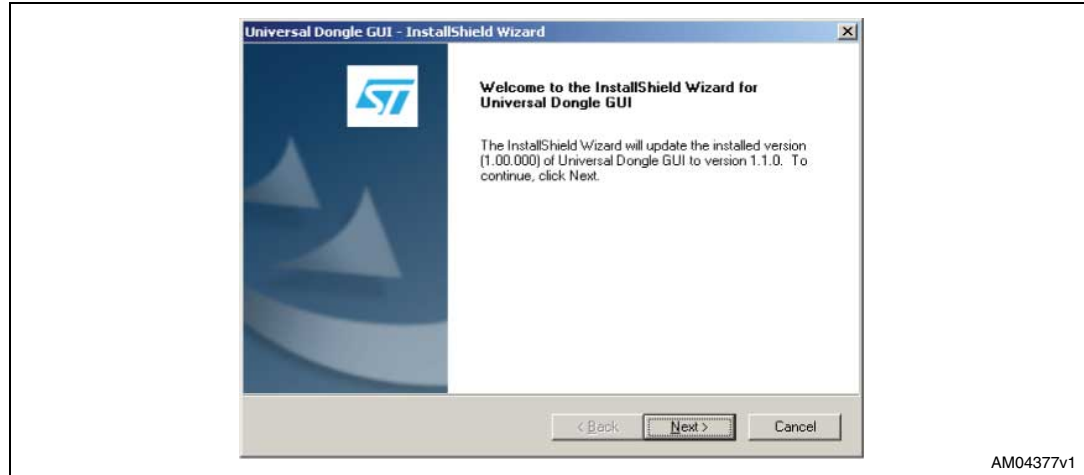 Universal Dongle GUI - InstallShield Wizard
ST
Welcome to the InstallShield Wizard for
Universal Dongle GUI
The InstallShield Wizard will update the installed version
(1.00.000) of Universal Dongle GUI to version 1.1.0. To
continue, click Next.
< Back Next > Cancel
AM04377v1